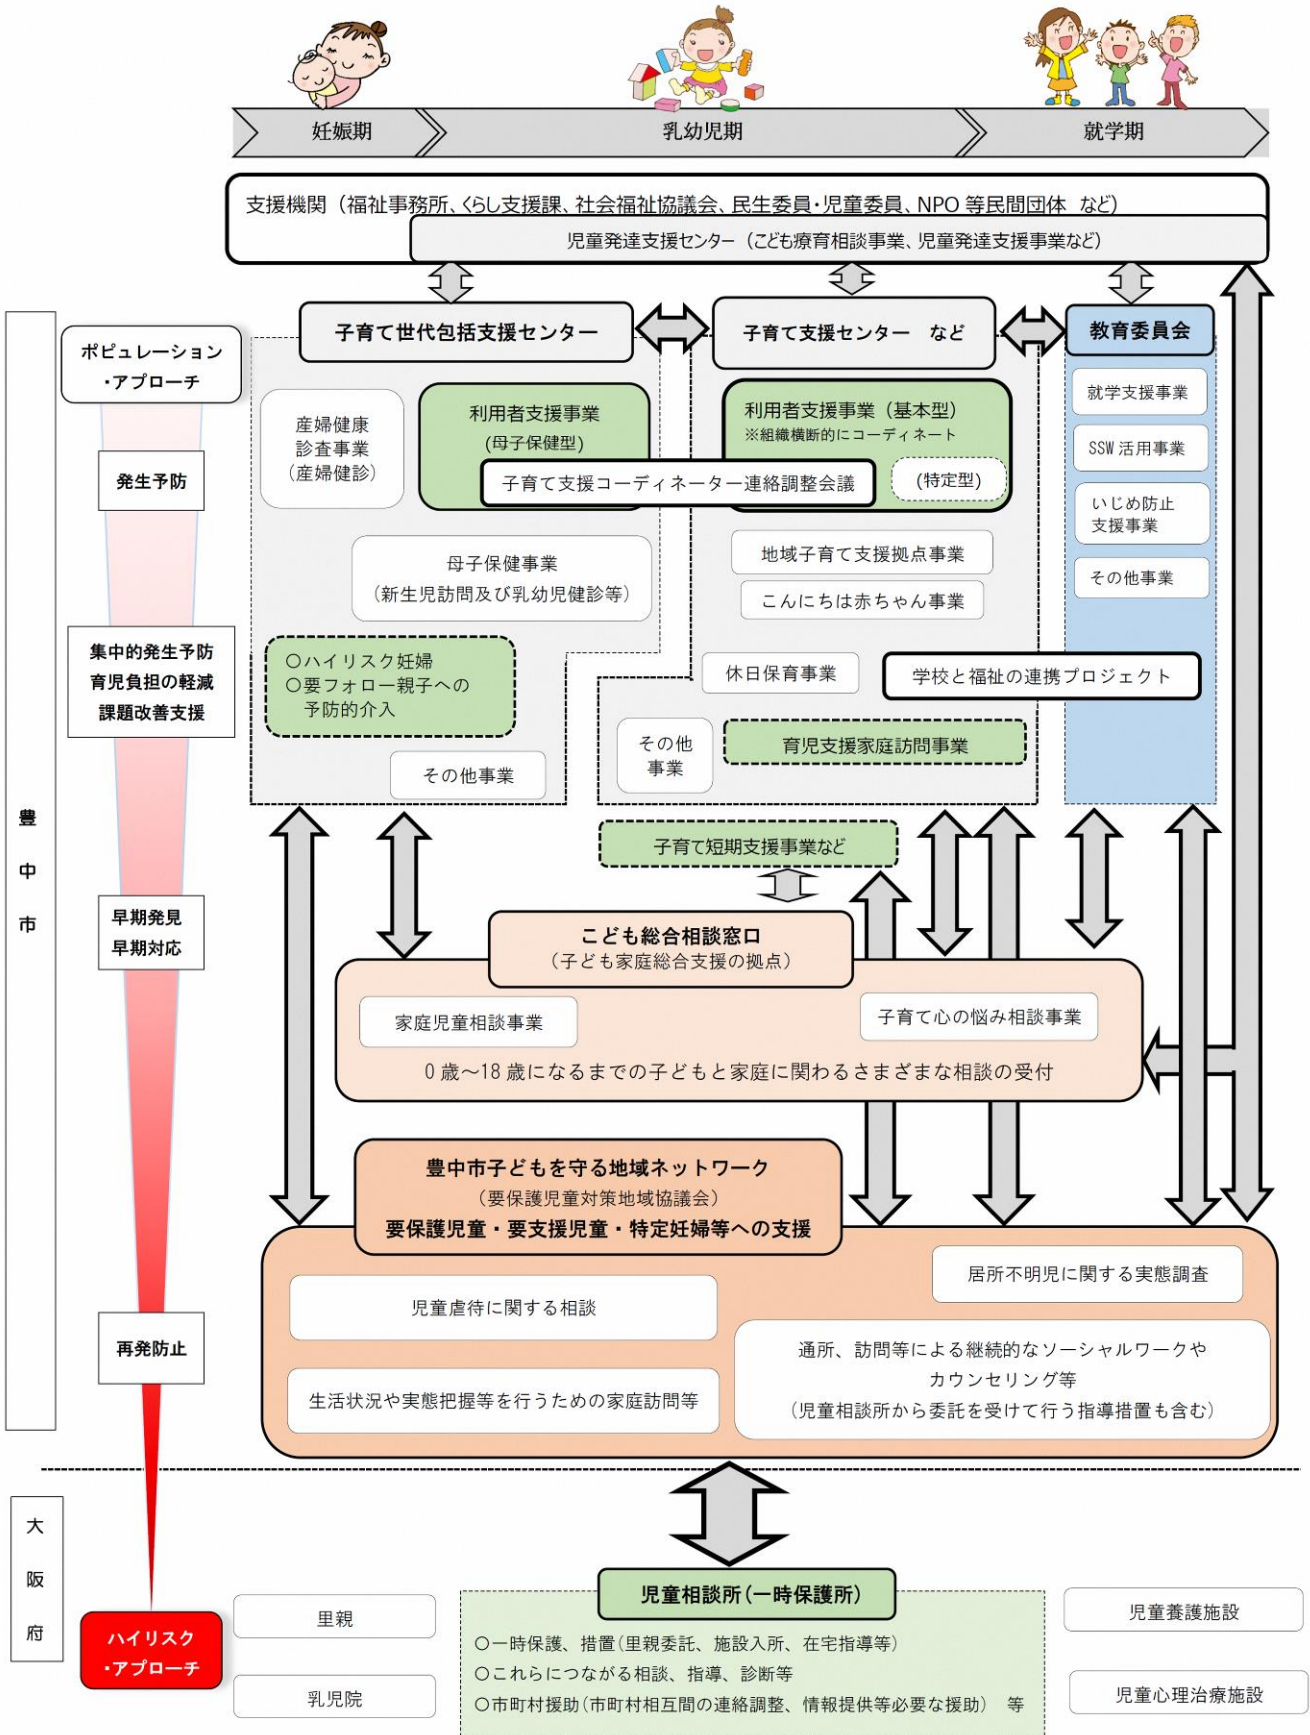 妊娠期
乳幼児期
就学期
支援機関（福祉事務所、くらし支援課、社会福祉協議会、民生委員・児童委員、NPO 等民間団体 など）
児童発達支援センター（こども療育相談事業、児童発達支援事業など）
豊中市
ポピュレーション
・アプローチ
子育て世代包括支援センター
子育て支援センター など
教育委員会
産婦健康
診査事業
（産婦健診）
利用者支援事業
（母子保健型）
利用者支援事業（基本型）
※組織横断的にコーディネート
（特定型）
子育て支援コーディネーター連絡調整会議
就学支援事業
SSW 活用事業
いじめ防止
支援事業
その他事業
発生予防
母子保健事業
（新生児訪問及び乳幼児健診等）
地域子育て支援拠点事業
こんにちは赤ちゃん事業
集中的発生予防
育児負担の軽減
課題改善支援
○ハイリスク妊婦
○要フォロー親子への
予防的介入
その他事業
休日保育事業
学校と福祉の連携プロジェクト
その他
事業
育児支援家庭訪問事業
子育て短期支援事業など
早期発見
早期対応
こども総合相談窓口
（子ども家庭総合支援の拠点）
家庭児童相談事業
子育て心の悩み相談事業
0 歳～18 歳になるまでの子どもと家庭に関わるさまざまな相談の受付
豊中市子どもを守る地域ネットワーク
（要保護児童対策地域協議会）
要保護児童・要支援児童・特定妊婦等への支援
再発防止
児童虐待に関する相談
居所不明児に関する実態調査
生活状況や実態把握等を行うための家庭訪問等
通所、訪問等による継続的なソーシャルワークや
カウンセリング等
（児童相談所から委託を受けて行う指導措置も含む）
大阪府
ハイリスク
・アプローチ
里親
乳児院
児童相談所（一時保護所）
○一時保護、措置（里親委託、施設入所、在宅指導等）
○これらにつながる相談、指導、診断等
○市町村援助（市町村相互間の連絡調整、情報提供等必要な援助） 等
児童養護施設
児童心理治療施設